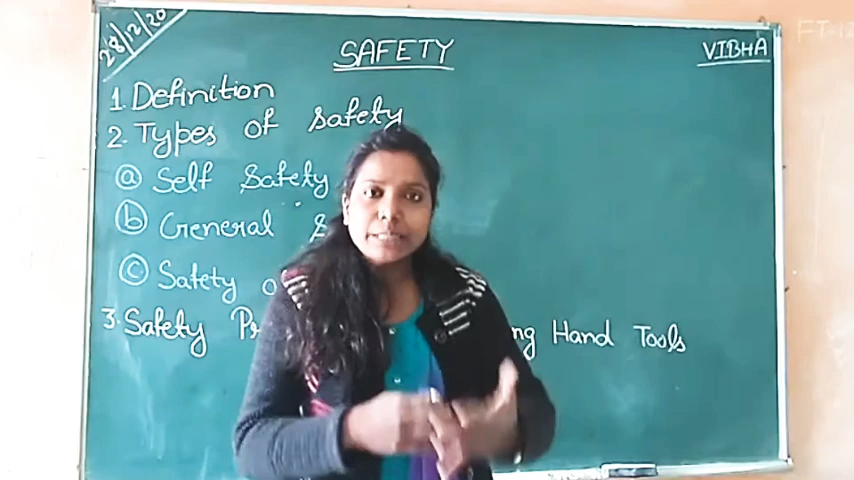 28/12/20
SAFETY
VIBHA
1. Definition
2. Types of safety
ⓐ Self Safety
ⓑ General
ⓒ Safety
3. Safety ng Hand Tools